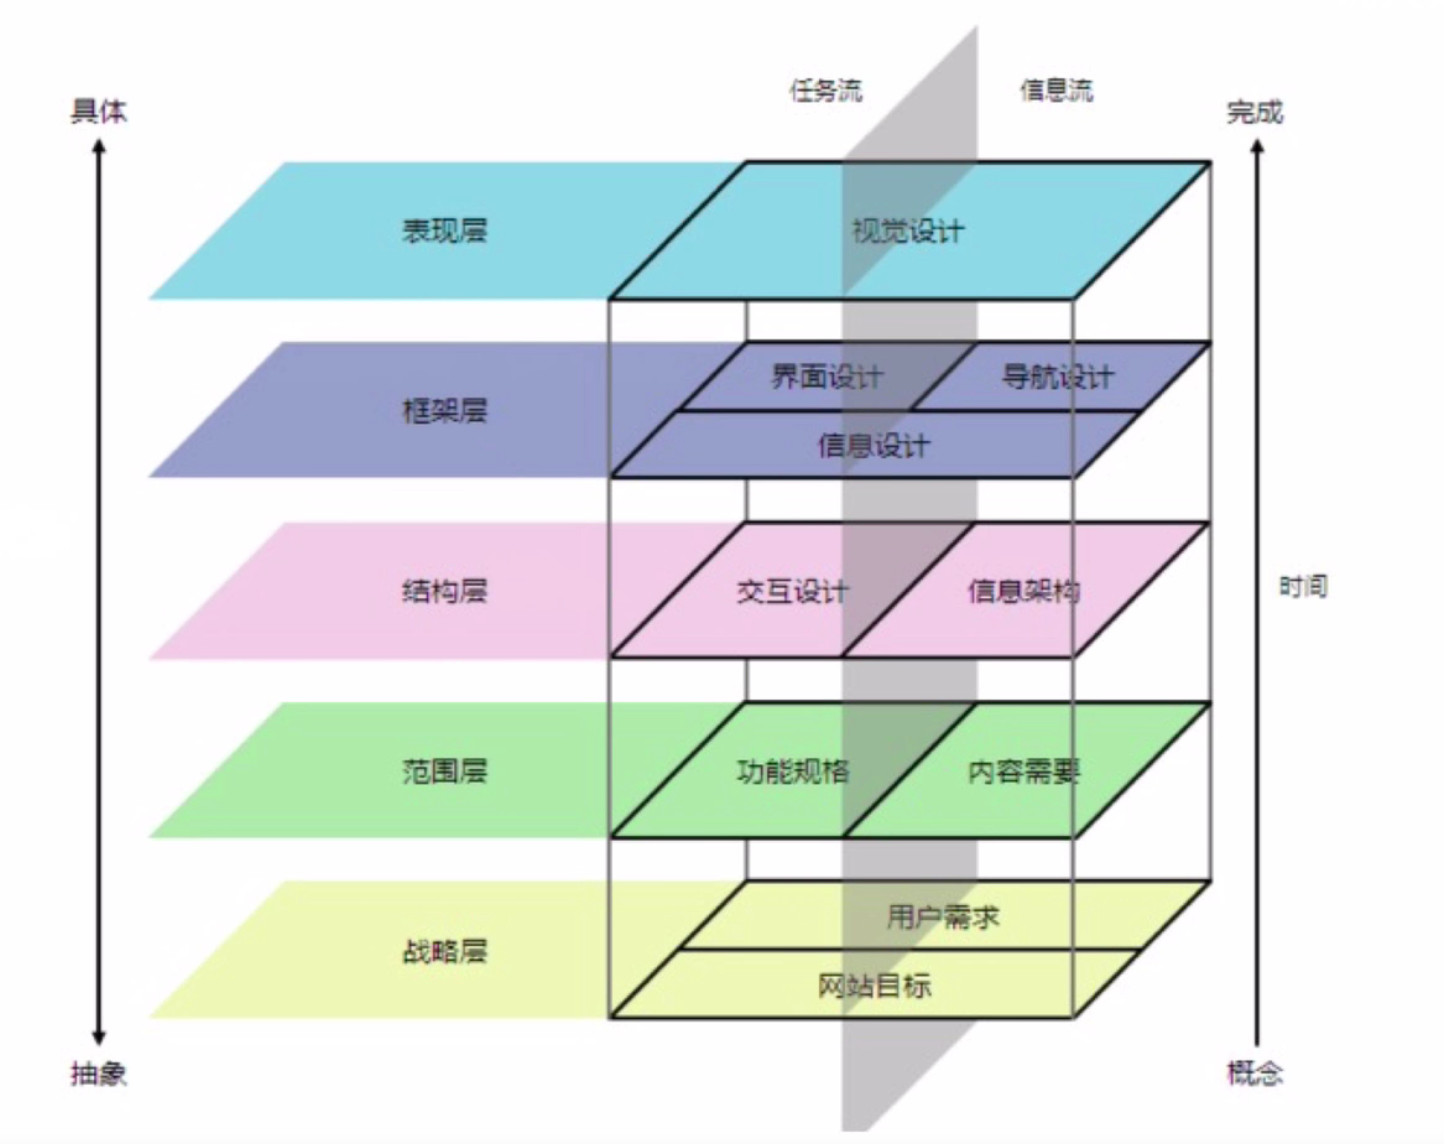 任务流
信息流
具体
完成
表现层
视觉设计
界面设计
导航设计
框架层
信息设计
结构层
交互设计
信息架构
时间
范围层
功能规格
内容需要
用户需求
战略层
网站目标
抽象
概念